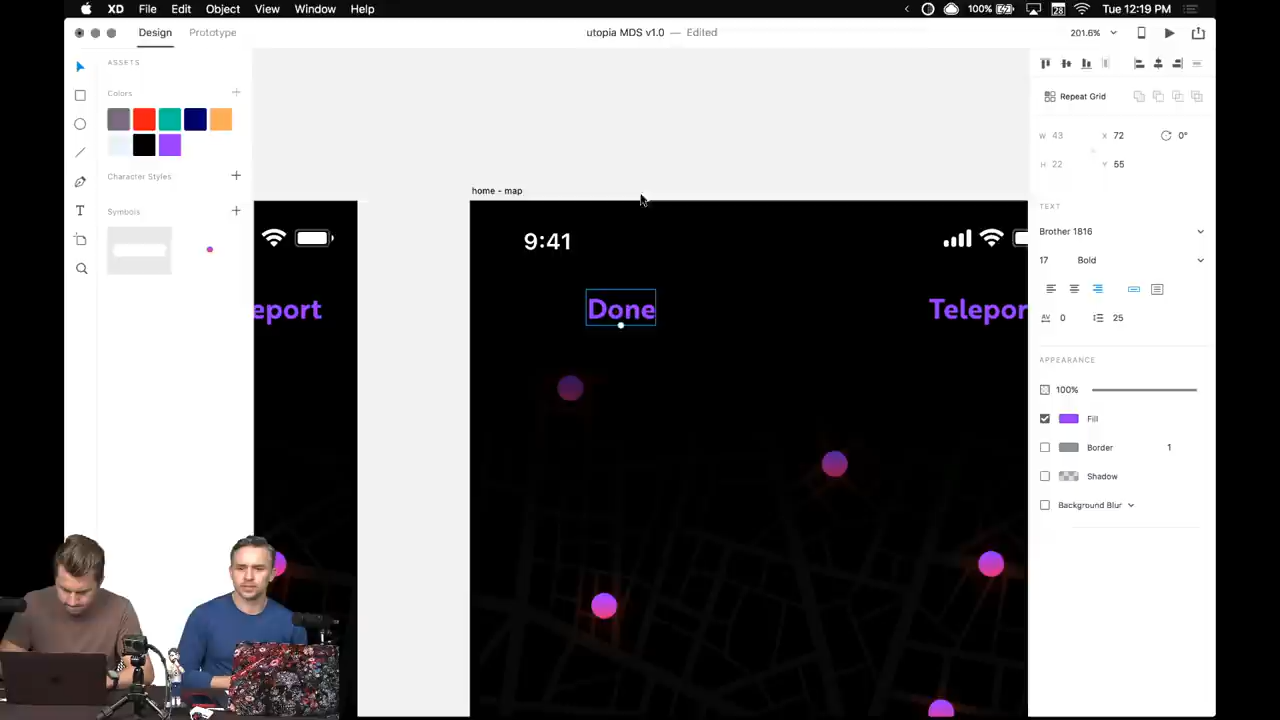 XD File Edit Object View Window Help
100% 28 Tue 12:19 PM
Design Prototype
utopia MDS v1.0 — Edited
201.6%
ASSETS
Colors
Character Styles
Symbols
T
home - map
9:41
eport
Done
Telepor
Repeat Grid
W 43 X 72 0°
H 22 Y 55
TEXT
Brother 1816
17 Bold
AV 0 25
APPEARANCE
100%
Fill
Border 1
Shadow
Background Blur